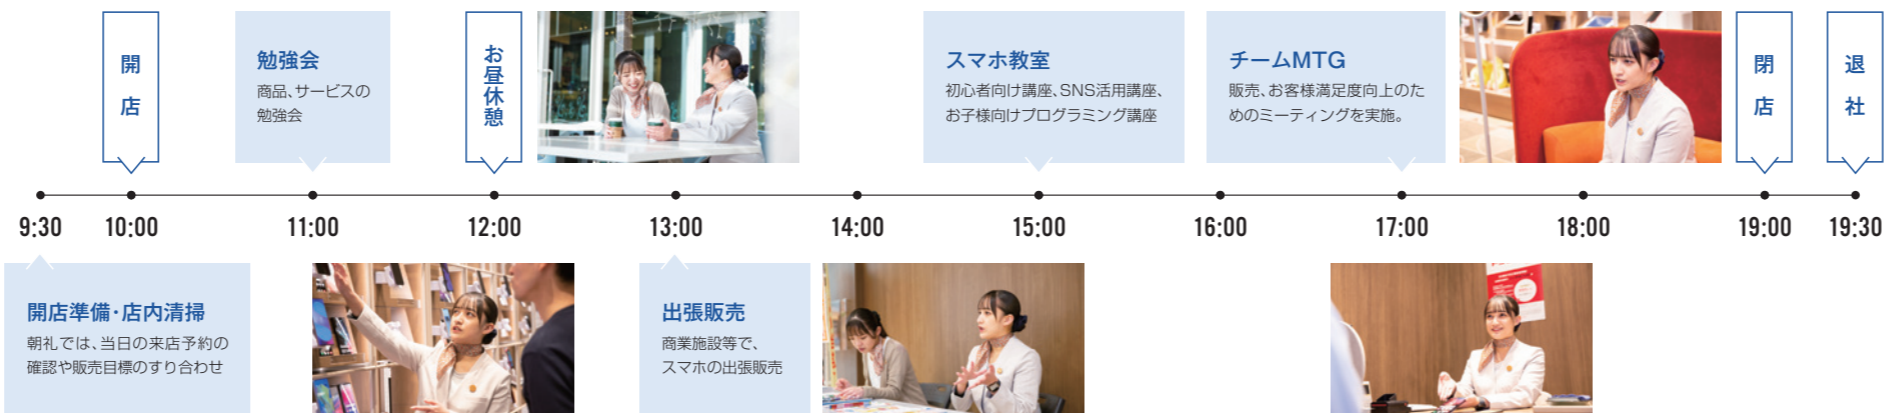 開店
勉強会
商品、サービスの
勉強会
お昼休憩
スマホ教室
初心者向け講座、SNS活用講座、
お子様向けプログラミング講座
チームMTG
販売、お客様満足度向上のた
めのミーティングを実施。
閉店
退社
9:30 10:00 11:00 12:00 13:00 14:00 15:00 16:00 17:00 18:00 19:00 19:30
開店準備・店内清掃
朝礼では、当日の来店予約の
確認や販売目標のすり合わせ
出張販売
商業施設等で、
スマホの出張販売